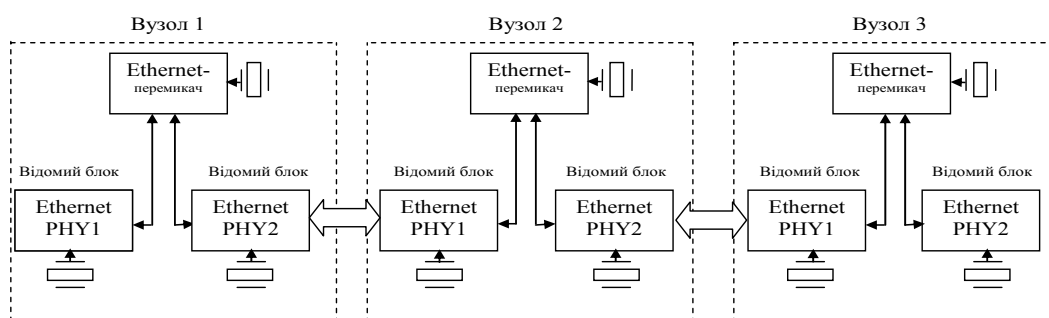 Вузол 1
Вузол 2
Вузол 3
Ethernet-
перемикач
Ethernet-
перемикач
Ethernet-
перемикач
Відомий блок
Відомий блок
Відомий блок
Відомий блок
Відомий блок
Відомий блок
Ethernet
PHY1
Ethernet
PHY2
Ethernet
PHY1
Ethernet
PHY2
Ethernet
PHY1
Ethernet
PHY2